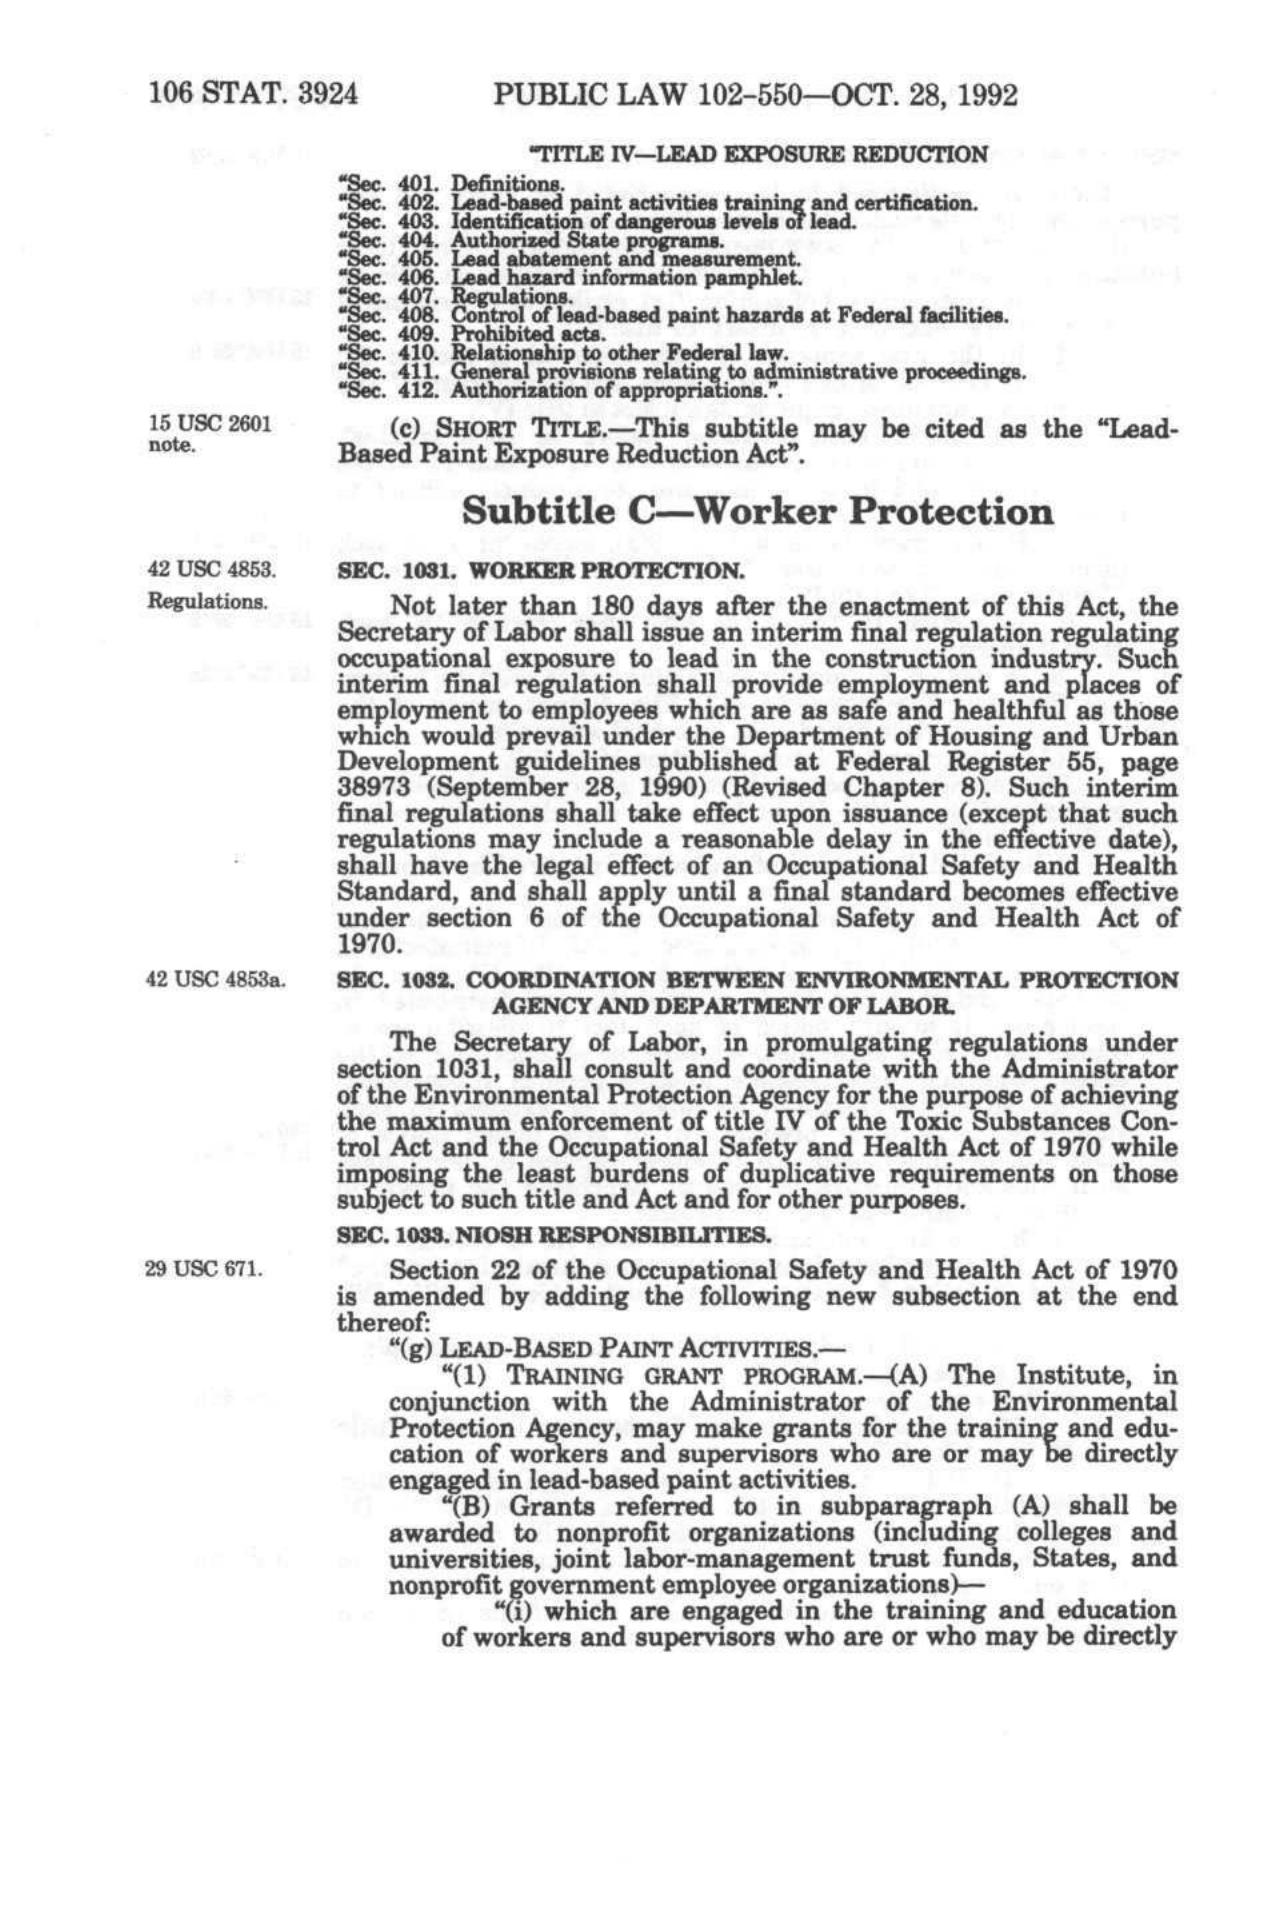 106 STAT. 3924 PUBLIC LAW 102-550—OCT. 28, 1992
"TITLE IV—LEAD EXPOSURE REDUCTION
"Sec. 401. Definitions.
"Sec. 402. Lead-based paint activities training and certification.
"Sec. 403. Identification of dangerous levels of lead.
"Sec. 404. Authorized State programs.
"Sec. 405. Lead abatement and measurement.
"Sec. 406. Lead hazard information pamphlet.
"Sec. 407. Regulations.
"Sec. 408. Control of lead-based paint hazards at Federal facilities.
"Sec. 409. Prohibited acts.
"Sec. 410. Relationship to other Federal law.
"Sec. 411. General provisions relating to administrative proceedings.
"Sec. 412. Authorization of appropriations.".
15 USC 2601
note.
(c) SHORT TITLE.—This subtitle may be cited as the "Lead-
Based Paint Exposure Reduction Act".
Subtitle C—Worker Protection
42 USC 4853.
SEC. 1031. WORKER PROTECTION.
Regulations.
Not later than 180 days after the enactment of this Act, the
Secretary of Labor shall issue an interim final regulation regulating
occupational exposure to lead in the construction industry. Such
interim final regulation shall provide employment and places of
employment to employees which are as safe and healthful as those
which would prevail under the Department of Housing and Urban
Development guidelines published at Federal Register 55, page
38973 (September 28, 1990) (Revised Chapter 8). Such interim
final regulations shall take effect upon issuance (except that such
regulations may include a reasonable delay in the effective date),
shall have the legal effect of an Occupational Safety and Health
Standard, and shall apply until a final standard becomes effective
under section 6 of the Occupational Safety and Health Act of
1970.
42 USC 4853a.
SEC. 1032. COORDINATION BETWEEN ENVIRONMENTAL PROTECTION
AGENCY AND DEPARTMENT OF LABOR.
The Secretary of Labor, in promulgating regulations under
section 1031, shall consult and coordinate with the Administrator
of the Environmental Protection Agency for the purpose of achieving
the maximum enforcement of title IV of the Toxic Substances Con-
trol Act and the Occupational Safety and Health Act of 1970 while
imposing the least burdens of duplicative requirements on those
subject to such title and Act and for other purposes.
SEC. 1033. NIOSH RESPONSIBILITIES.
29 USC 671.
Section 22 of the Occupational Safety and Health Act of 1970
is amended by adding the following new subsection at the end
thereof:
"(g) LEAD-BASED PAINT ACTIVITIES.—
"(1) TRAINING GRANT PROGRAM.—(A) The Institute, in
conjunction with the Administrator of the Environmental
Protection Agency, may make grants for the training and edu-
cation of workers and supervisors who are or may be directly
engaged in lead-based paint activities.
"(B) Grants referred to in subparagraph (A) shall be
awarded to nonprofit organizations (including colleges and
universities, joint labor-management trust funds, States, and
nonprofit government employee organizations)—
"(i) which are engaged in the training and education
of workers and supervisors who are or who may be directly